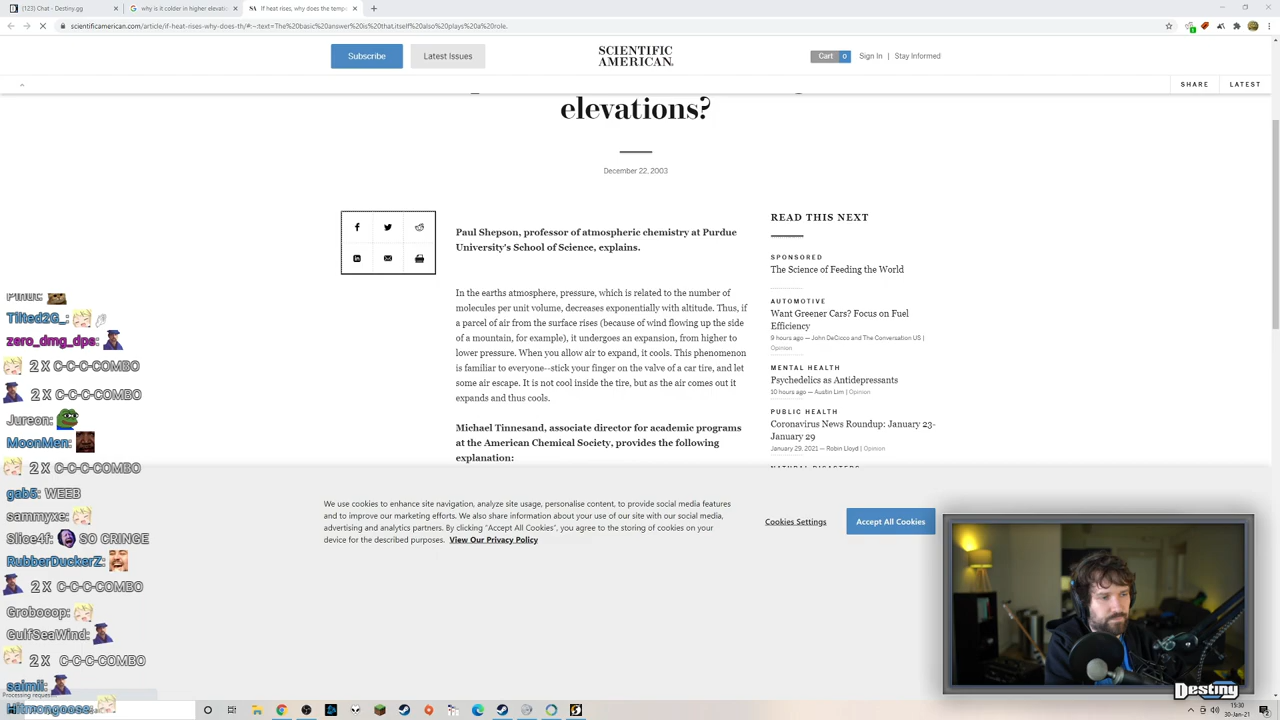 (123) Chat - Destiny.gg
why is it colder in higher elevati
If heat rises, why does the temp
scientificamerican.com/article/if-heat-rises-why-does-th/#:~:text=The%20basic%20answer%20is%20that,itself%20also%20plays%20a%20role.
Subscribe
Latest Issues
SCIENTIFIC
AMERICAN
Cart 0
Sign In | Stay Informed
SHARE
LATEST
elevations?
December 22, 2003
Paul Shepson, professor of atmospheric chemistry at Purdue
University's School of Science, explains.
In the earths atmosphere, pressure, which is related to the number of
molecules per unit volume, decreases exponentially with altitude. Thus, if
a parcel of air from the surface rises (because of wind flowing up the side
of a mountain, for example), it undergoes an expansion, from higher to
lower pressure. When you allow air to expand, it cools. This phenomenon
is familiar to everyone--stick your finger on the valve of a car tire, and let
some air escape. It is not cool inside the tire, but as the air comes out it
expands and thus cools.
Michael Tinnesand, associate director for academic programs
at the American Chemical Society, provides the following
explanation:
READ THIS NEXT
SPONSORED
The Science of Feeding the World
AUTOMOTIVE
Want Greener Cars? Focus on Fuel
Efficiency
9 hours ago — John DeCicco and The Conversation US |
Opinion
MENTAL HEALTH
Psychedelics as Antidepressants
10 hours ago — Austin Lim | Opinion
PUBLIC HEALTH
Coronavirus News Roundup: January 23-
January 29
January 29, 2021 — Robin Lloyd | Opinion
NATURAL DISASTERS
We use cookies to enhance site navigation, analyze site usage, personalise content, to provide social media features
and to improve our marketing efforts. We also share information about your use of our site with our social media,
advertising and analytics partners. By clicking "Accept All Cookies", you agree to the storing of cookies on your
device for the described purposes. View Our Privacy Policy
Cookies Settings
Accept All Cookies
Pinut:
Tilted2G_:
zero_dmg_dps:
2 X C-C-C-COMBO
2 X C-C-C-COMBO
Jureon:
MoonMen:
2 X C-C-C-COMBO
gab6: WEEB
sammyxe:
Slice4f: SO CRINGE
RubberDuckerZ:
2 X C-C-C-COMBO
Grobocop:
GulfSeaWind:
2 X C-C-C-COMBO
saimii:
Processing request
Hitmongoose:
Destiny
15:30
30-Jan-21